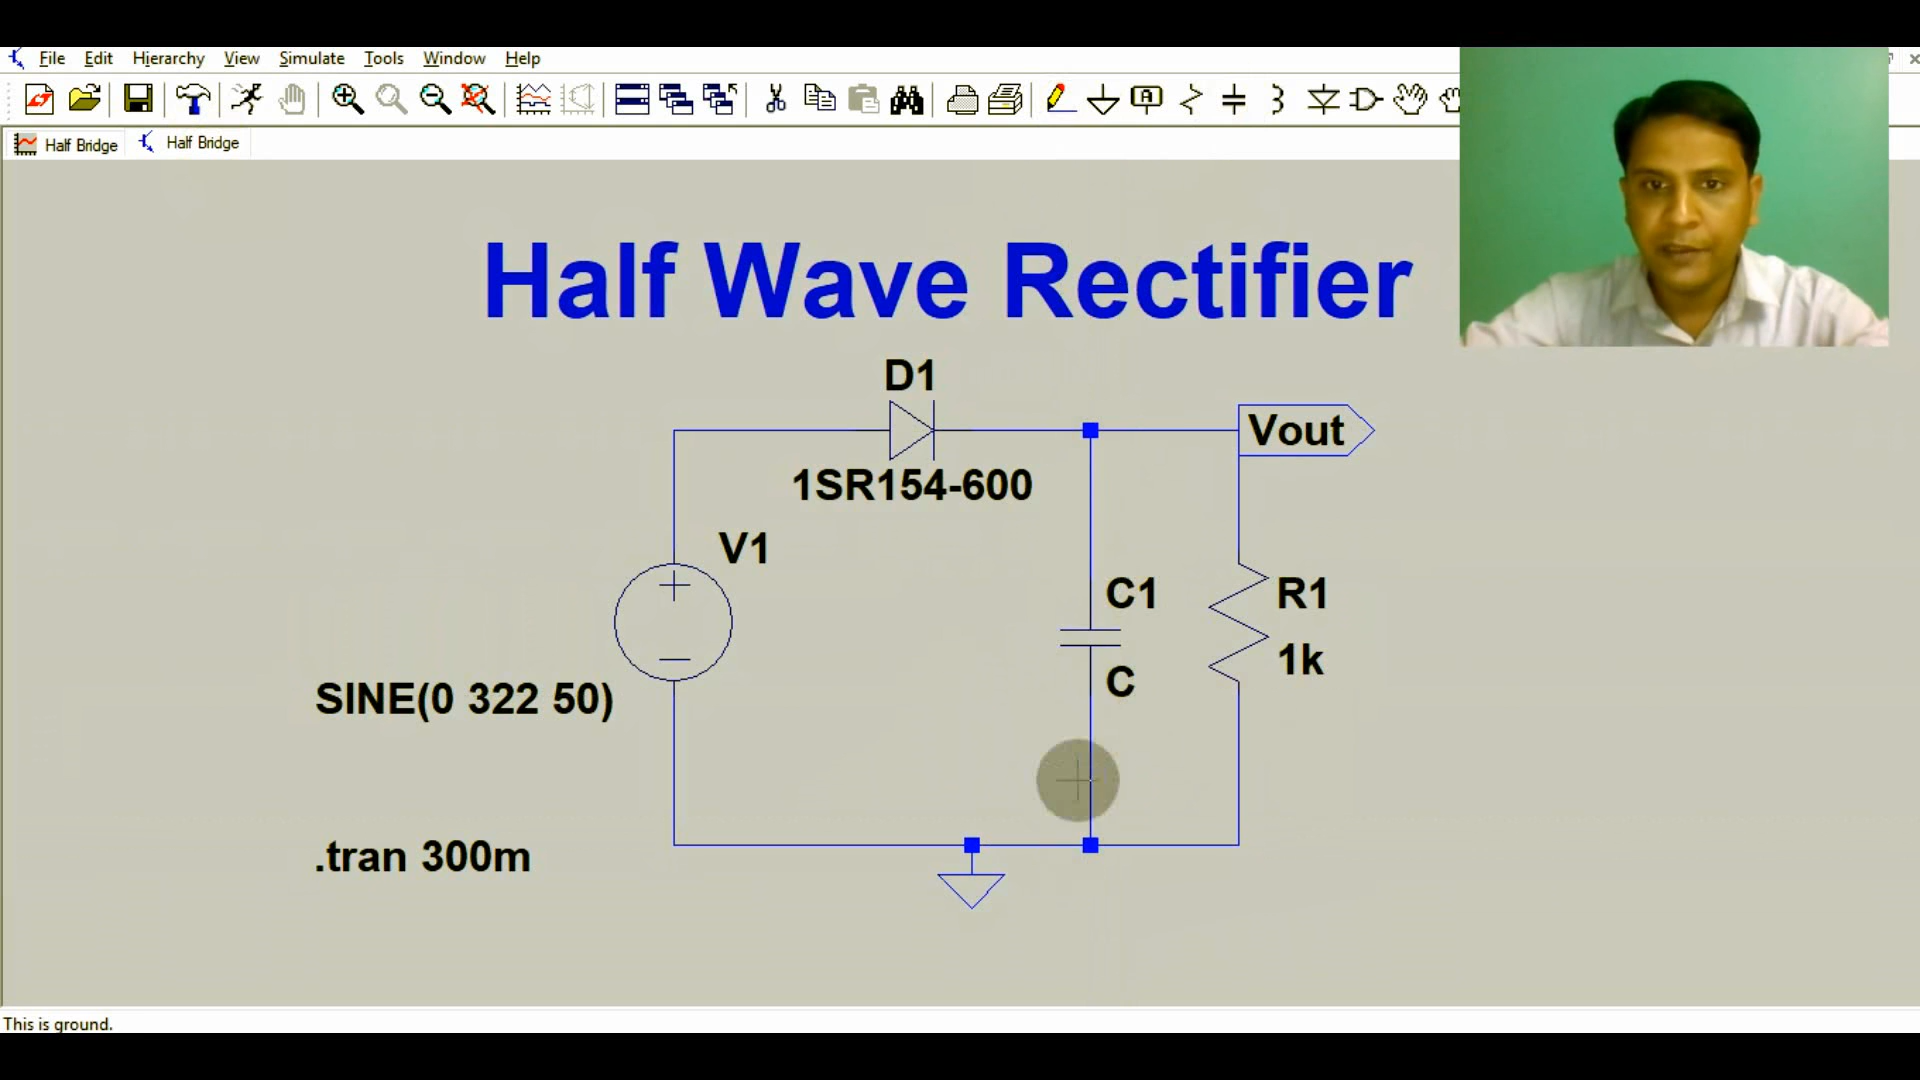 File Edit Hierarchy View Simulate Tools Window Help
A
Half Bridge Half Bridge
Half Wave Rectifier
D1
1SR154-600
Vout
V1
C1
R1
C
1k
SINE(0 322 50)
.tran 300m
This is ground.